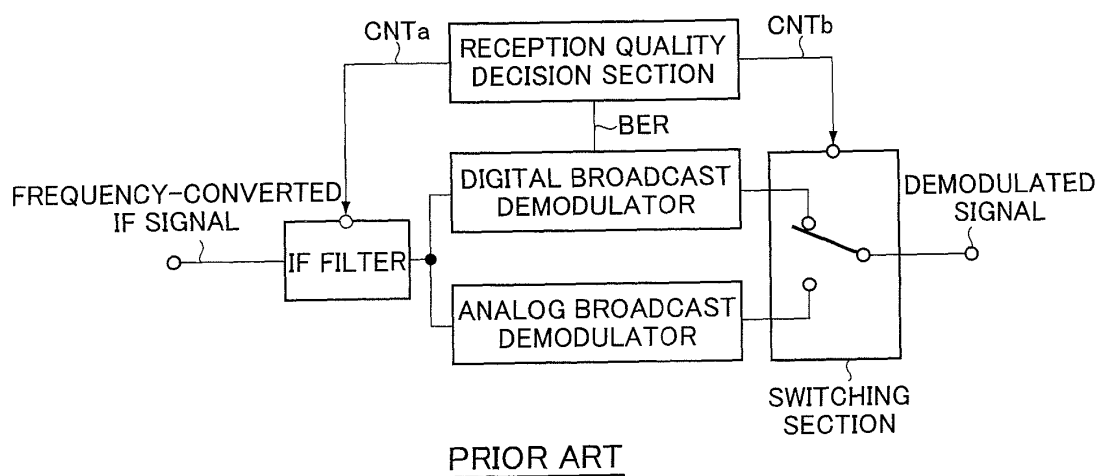 CNTa
RECEPTION QUALITY
DECISION SECTION
CNTb
BER
FREQUENCY-CONVERTED
IF SIGNAL
IF FILTER
DIGITAL BROADCAST
DEMODULATOR
ANALOG BROADCAST
DEMODULATOR
DEMODULATED
SIGNAL
SWITCHING
SECTION
PRIOR ART